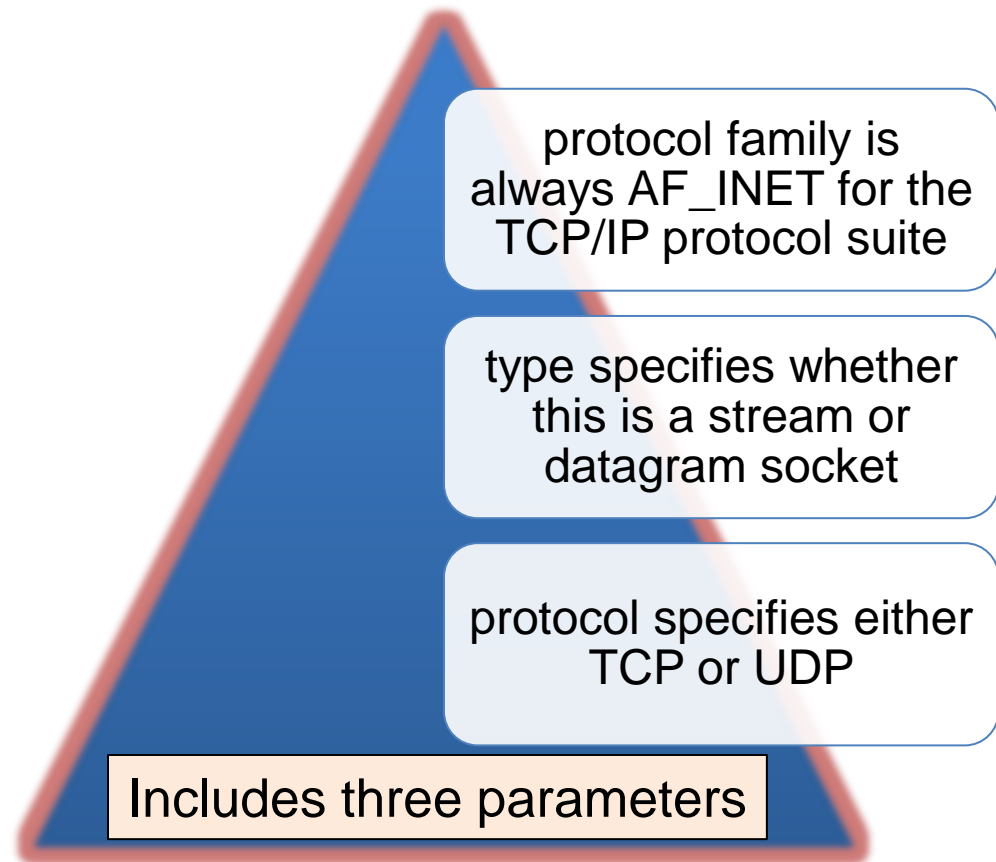 protocol family is
always AF_INET for the
TCP/IP protocol suite
type specifies whether
this is a stream or
datagram socket
protocol specifies either
TCP or UDP
Includes three parameters